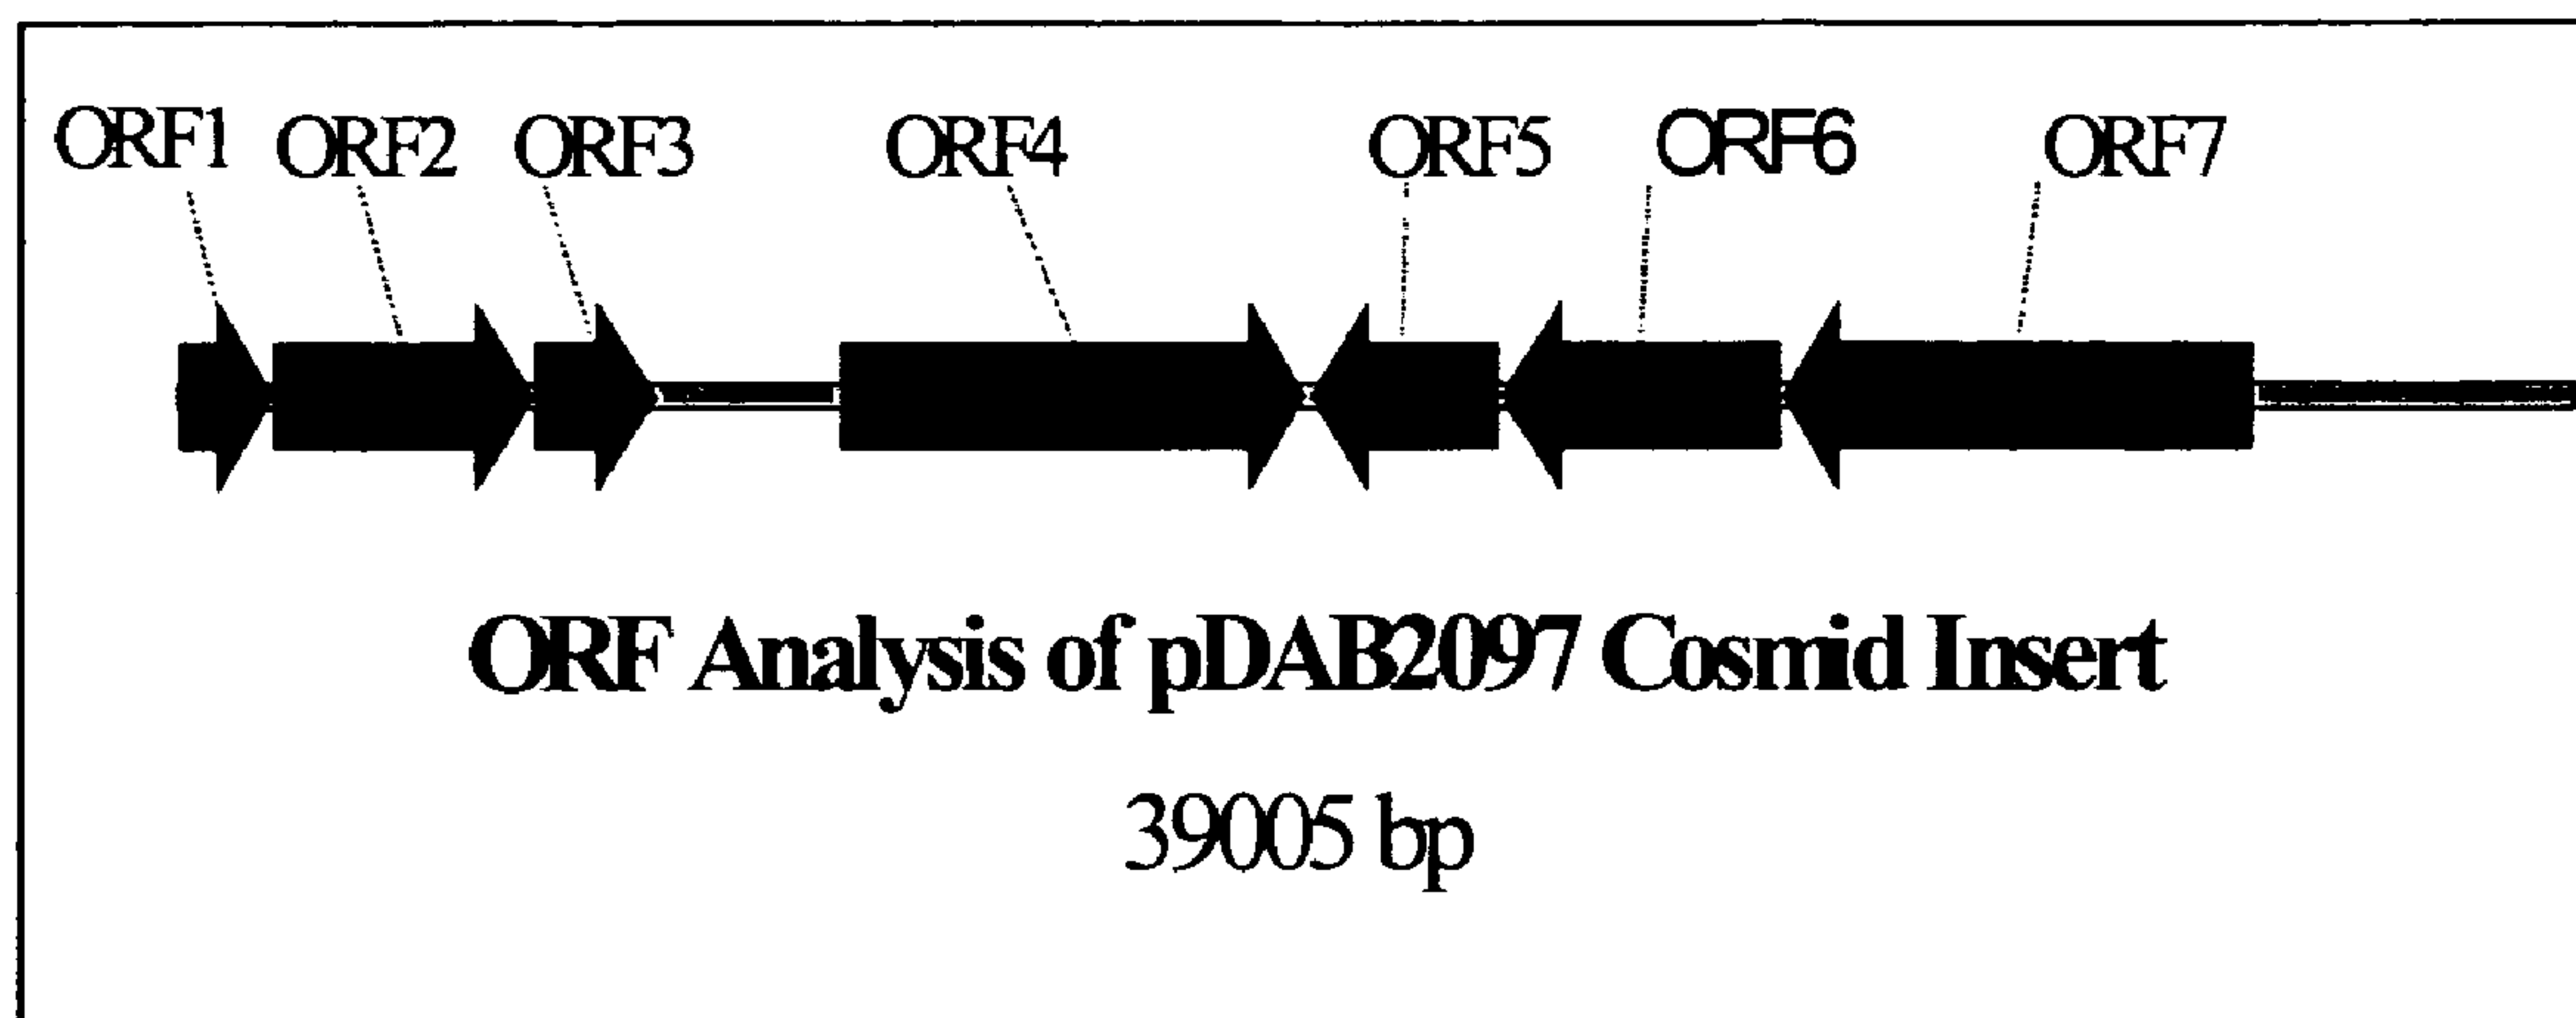 ORF1 ORF2 ORF3 ORF4 ORF5 ORF6 ORF7
ORF Analysis of pDAB2097 Cosmid Insert
39005 bp